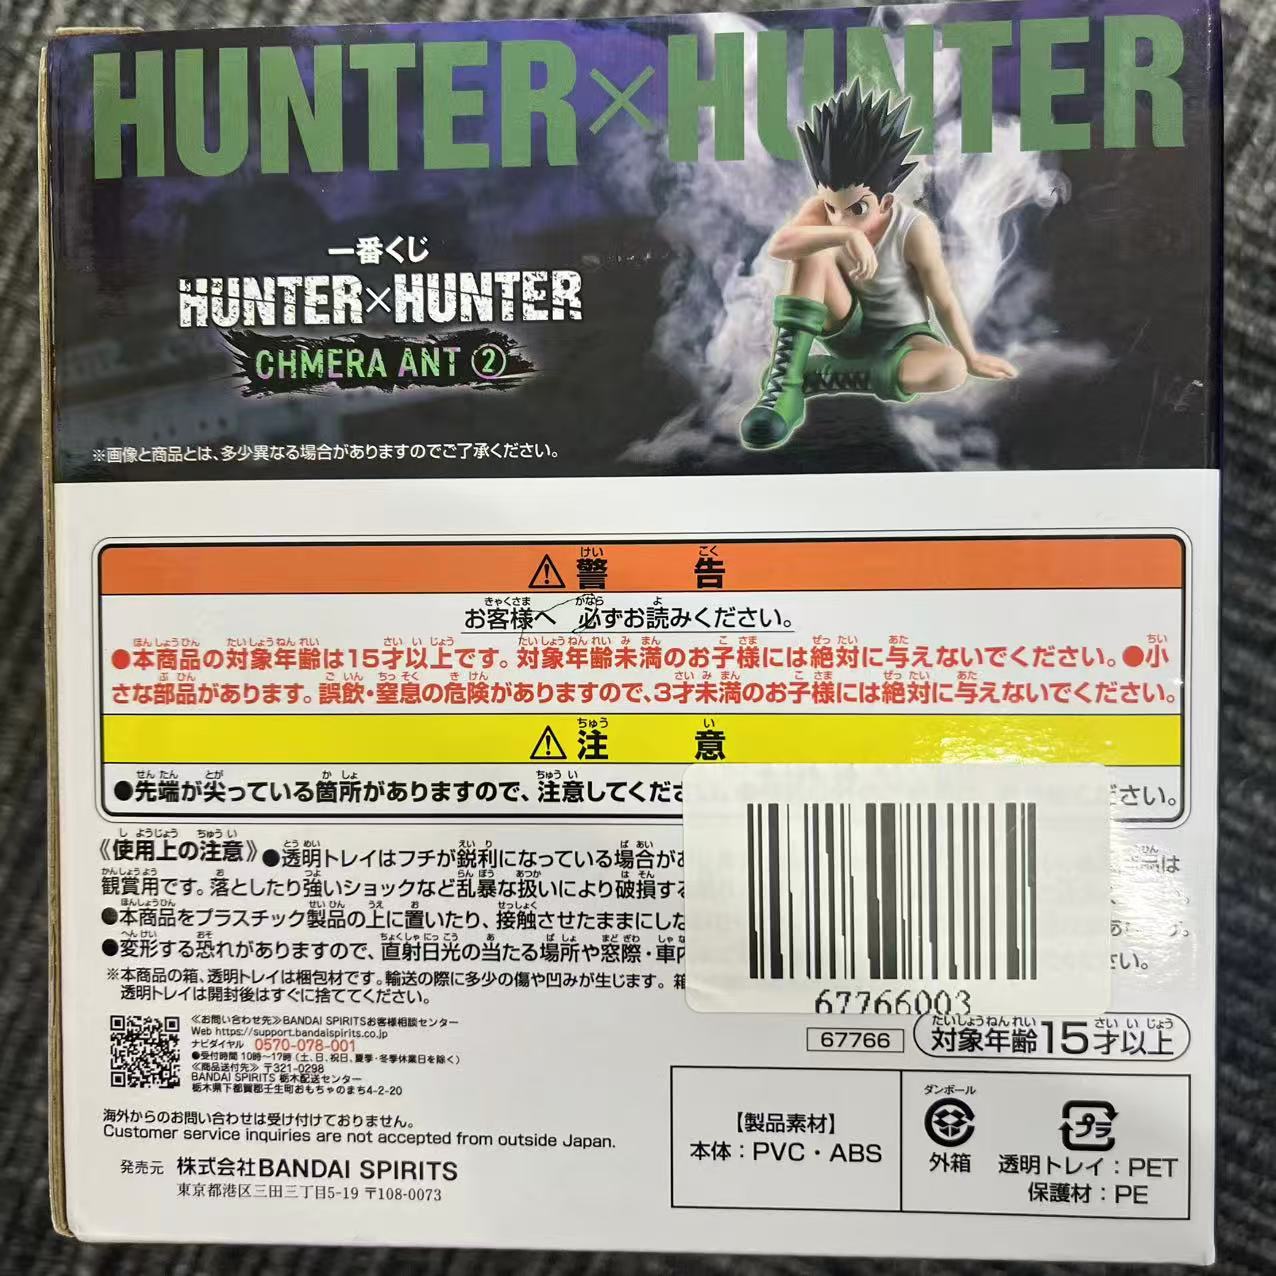 HUNTER×HUNTER
一番くじ
HUNTER×HUNTER
CHMERA ANT ②
※画像と商品とは、多少異なる場合がありますのでご了承ください。
⚠警告
お客様へ 必ずお読みください。
●本商品の対象年齢は15才以上です。対象年齢未満のお子様には絶対に与えないでください。●小
さな部品があります。誤飲・窒息の危険がありますので、3才未満のお子様には絶対に与えないでください。
⚠注意
●先端が尖っている箇所がありますので、注意してくださ ださい。
《使用上の注意》●透明トレイはフチが鋭利になっている場合が
観賞用です。落としたり強いショックなど乱暴な扱いにより破損する
●本商品をプラスチック製品の上に置いたり、接触させたままにした
●変形する恐れがありますので、直射日光の当たる場所や窓際・車内
※本商品の箱、透明トレイは梱包材です。輸送の際に多少の傷や凹みが生じます。箱
透明トレイは開封後はすぐに捨ててください。
67766003
《お問い合わせ先》BANDAI SPIRITSお客様相談センター
Web https://support.bandaispirits.co.jp
ナビダイヤル 0570-078-001
●受付時間 10時〜17時(土、日、祝日、夏季・冬季休業日を除く)
《商品送付先》〒321-0298
BANDAI SPIRITS 栃木配送センター
栃木県下都賀郡壬生町おもちゃのまち4-2-20
67766
対象年齢15才以上
海外からのお問い合わせは受け付けておりません。
Customer service inquiries are not accepted from outside Japan.
発売元 株式会社BANDAI SPIRITS
東京都港区三田三丁目5-19 〒108-0073
【製品素材】
本体：PVC・ABS
ダンボール
外箱
プラ
透明トレイ：PET
保護材：PE